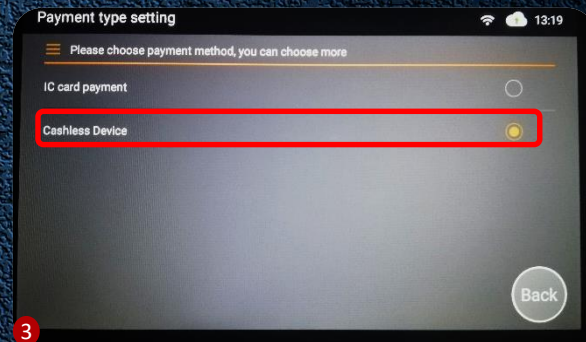 Payment type setting
13:19
Please choose payment method, you can choose more
IC card payment
Cashless Device
Back
3